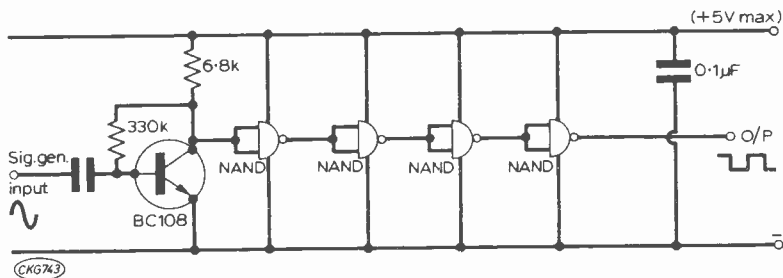 (+5V max)
6·8k
0·1µF
330k
Sig.gen.
input
NAND
NAND
NAND
NAND
O/P
BC108
–
CKG743